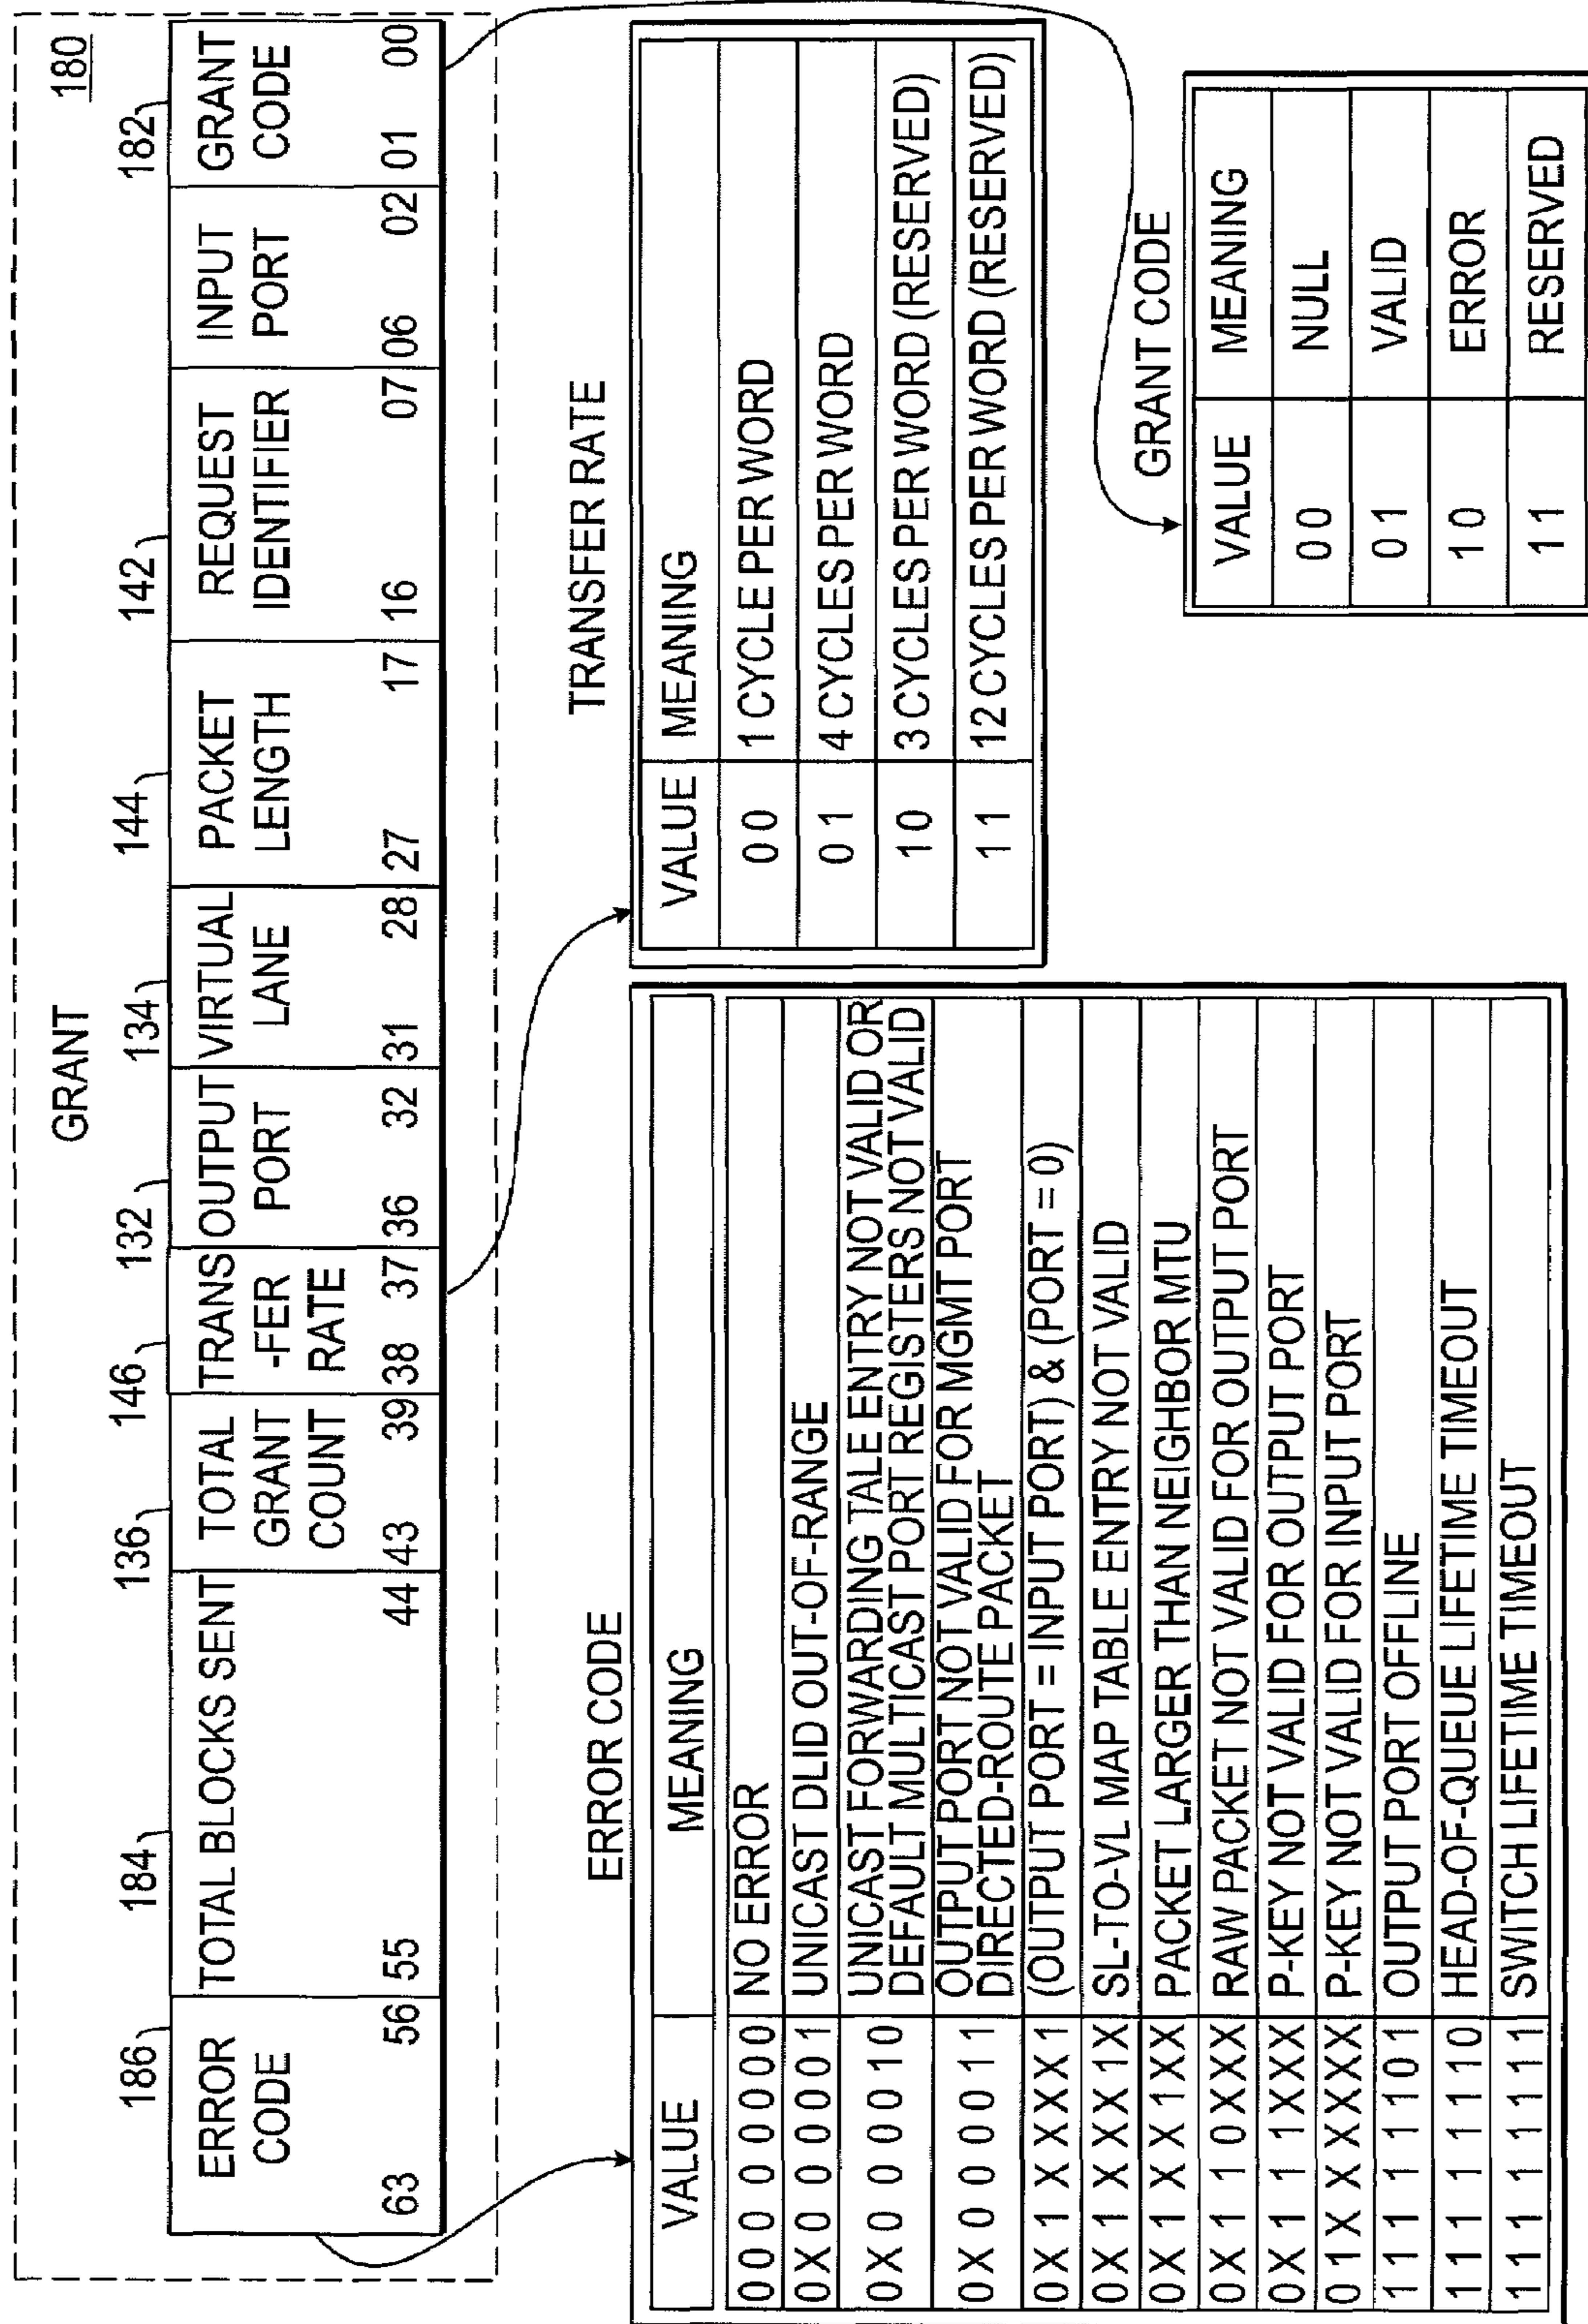 GRANT
180
186
184
136
146
132
134
144
142
182
ERROR CODE
63 56
TOTAL BLOCKS SENT
55 44
TOTAL GRANT COUNT
43 39
TRANS -FER RATE
38 37
OUTPUT PORT
36 32
VIRTUAL LANE
31 28
PACKET LENGTH
27 17
REQUEST IDENTIFIER
16 07
INPUT PORT
06 02
GRANT CODE
01 00
ERROR CODE
VALUE MEANING
0 0 0 0 0 0 0 0 NO ERROR
0 X 0 0 0 0 0 1 UNICAST DLID OUT-OF-RANGE
0 X 0 0 0 0 1 0 UNICAST FORWARDING TALE ENTRY NOT VALID OR
DEFAULT MULTICAST PORT REGISTERS NOT VALID
0 X 0 0 0 0 1 1 OUTPUT PORT NOT VALID FOR MGMT PORT
DIRECTED-ROUTE PACKET
0 X 1 X X X X 1 (OUTPUT PORT = INPUT PORT) & (PORT = 0)
0 X 1 X X X 1 X SL-TO-VL MAP TABLE ENTRY NOT VALID
0 X 1 X X 1 X X PACKET LARGER THAN NEIGHBOR MTU
0 X 1 1 0 X X X RAW PACKET NOT VALID FOR OUTPUT PORT
0 X 1 1 1 X X X P-KEY NOT VALID FOR OUTPUT PORT
0 1 X X X X X X P-KEY NOT VALID FOR INPUT PORT
1 1 1 1 1 1 0 1 OUTPUT PORT OFFLINE
1 1 1 1 1 1 1 0 HEAD-OF-QUEUE LIFETIME TIMEOUT
1 1 1 1 1 1 1 1 SWITCH LIFETIME TIMEOUT
TRANSFER RATE
VALUE MEANING
0 0 1 CYCLE PER WORD
0 1 4 CYCLES PER WORD
1 0 3 CYCLES PER WORD (RESERVED)
1 1 12 CYCLES PER WORD (RESERVED)
GRANT CODE
VALUE MEANING
0 0 NULL
0 1 VALID
1 0 ERROR
1 1 RESERVED